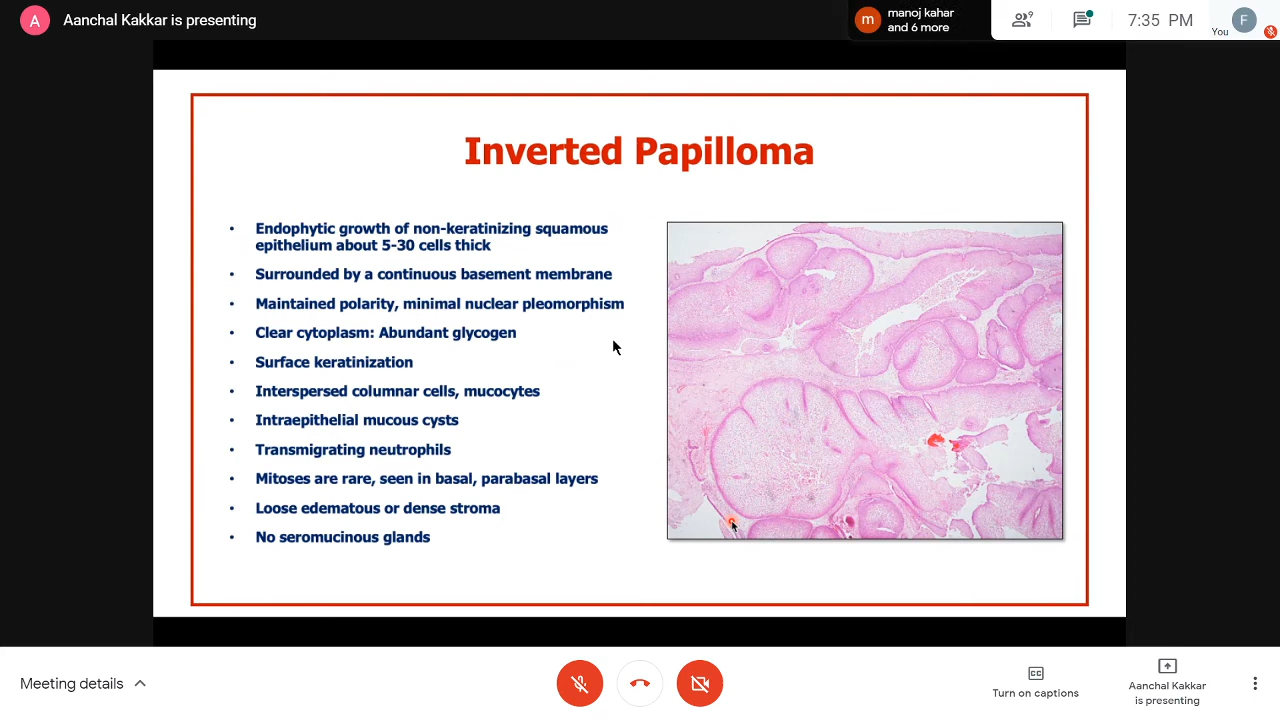 A
Aanchal Kakkar is presenting
m
manoj kahar
and 6 more
9
7:35 PM
You
F
Inverted Papilloma
• Endophytic growth of non-keratinizing squamous
epithelium about 5-30 cells thick
• Surrounded by a continuous basement membrane
• Maintained polarity, minimal nuclear pleomorphism
• Clear cytoplasm: Abundant glycogen
• Surface keratinization
• Interspersed columnar cells, mucocytes
• Intraepithelial mucous cysts
• Transmigrating neutrophils
• Mitoses are rare, seen in basal, parabasal layers
• Loose edematous or dense stroma
• No seromucinous glands
Meeting details
CC
Turn on captions
Aanchal Kakkar
is presenting